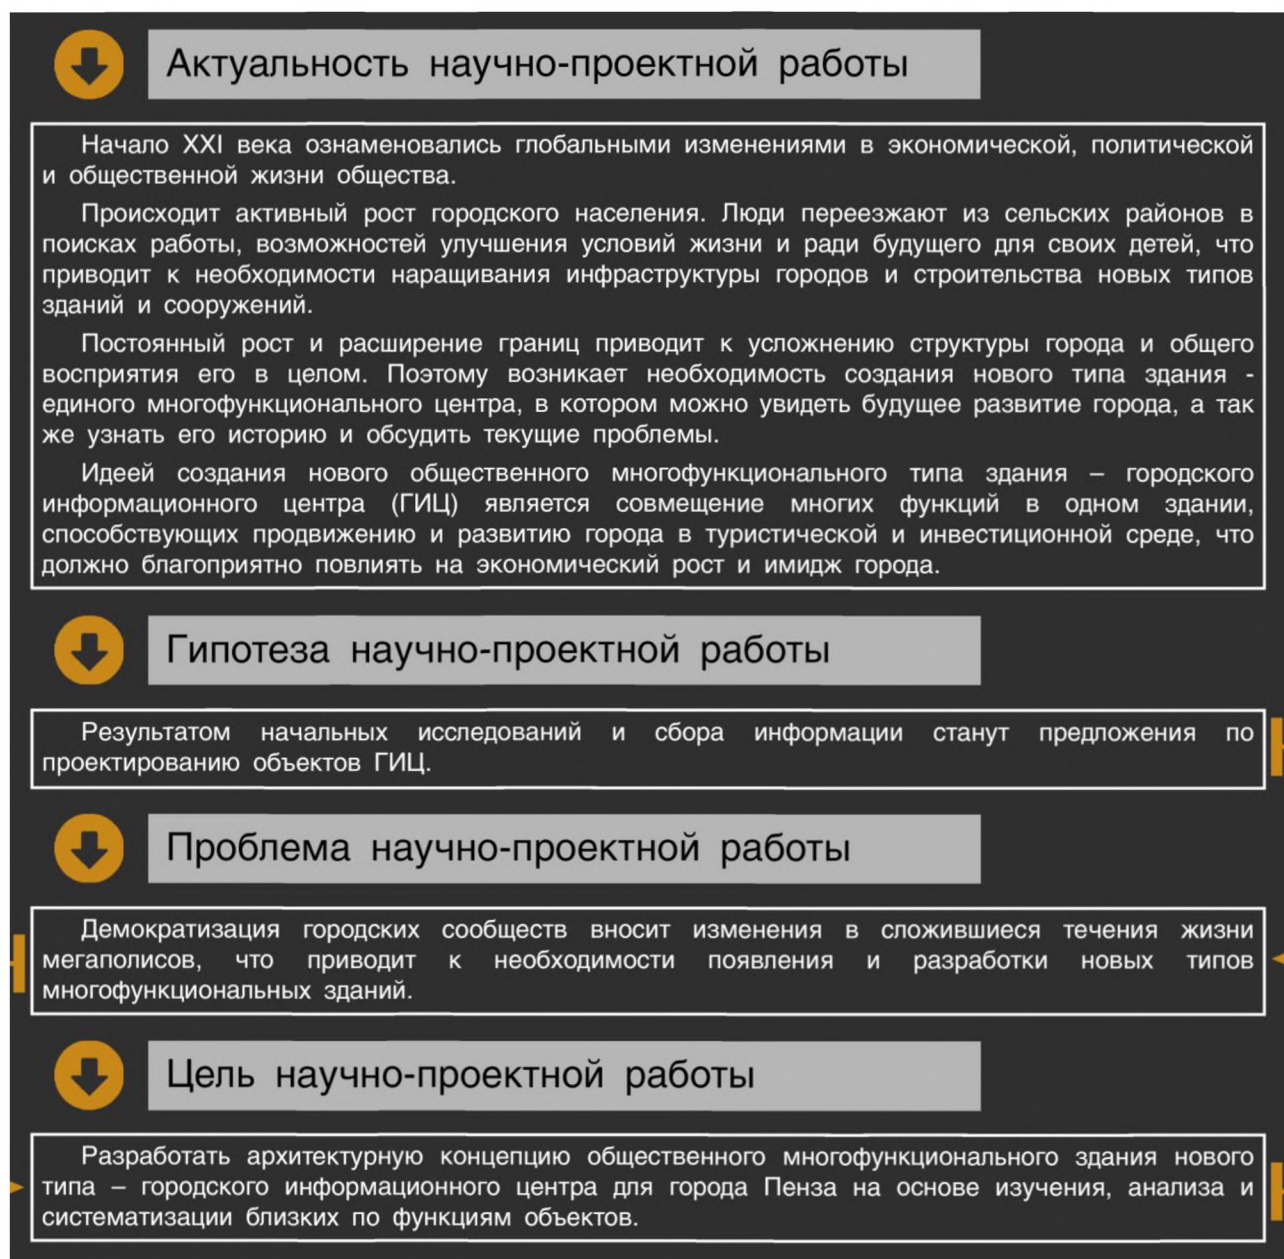 Актуальность научно-проектной работы
Начало XXI века ознаменовались глобальными изменениями в экономической, политической
и общественной жизни общества.
Происходит активный рост городского населения. Люди переезжают из сельских районов в
поисках работы, возможностей улучшения условий жизни и ради будущего для своих детей, что
приводит к необходимости наращивания инфраструктуры городов и строительства новых типов
зданий и сооружений.
Постоянный рост и расширение границ приводит к усложнению структуры города и общего
восприятия его в целом. Поэтому возникает необходимость создания нового типа здания -
единого многофункционального центра, в котором можно увидеть будущее развитие города, а так
же узнать его историю и обсудить текущие проблемы.
Идеей создания нового общественного многофункционального типа здания – городского
информационного центра (ГИЦ) является совмещение многих функций в одном здании,
способствующих продвижению и развитию города в туристической и инвестиционной среде, что
должно благоприятно повлиять на экономический рост и имидж города.
Гипотеза научно-проектной работы
Результатом начальных исследований и сбора информации станут предложения по
проектированию объектов ГИЦ.
Проблема научно-проектной работы
Демократизация городских сообществ вносит изменения в сложившиеся течения жизни
мегаполисов, что приводит к необходимости появления и разработки новых типов
многофункциональных зданий.
Цель научно-проектной работы
Разработать архитектурную концепцию общественного многофункционального здания нового
типа – городского информационного центра для города Пенза на основе изучения, анализа и
систематизации близких по функциям объектов.